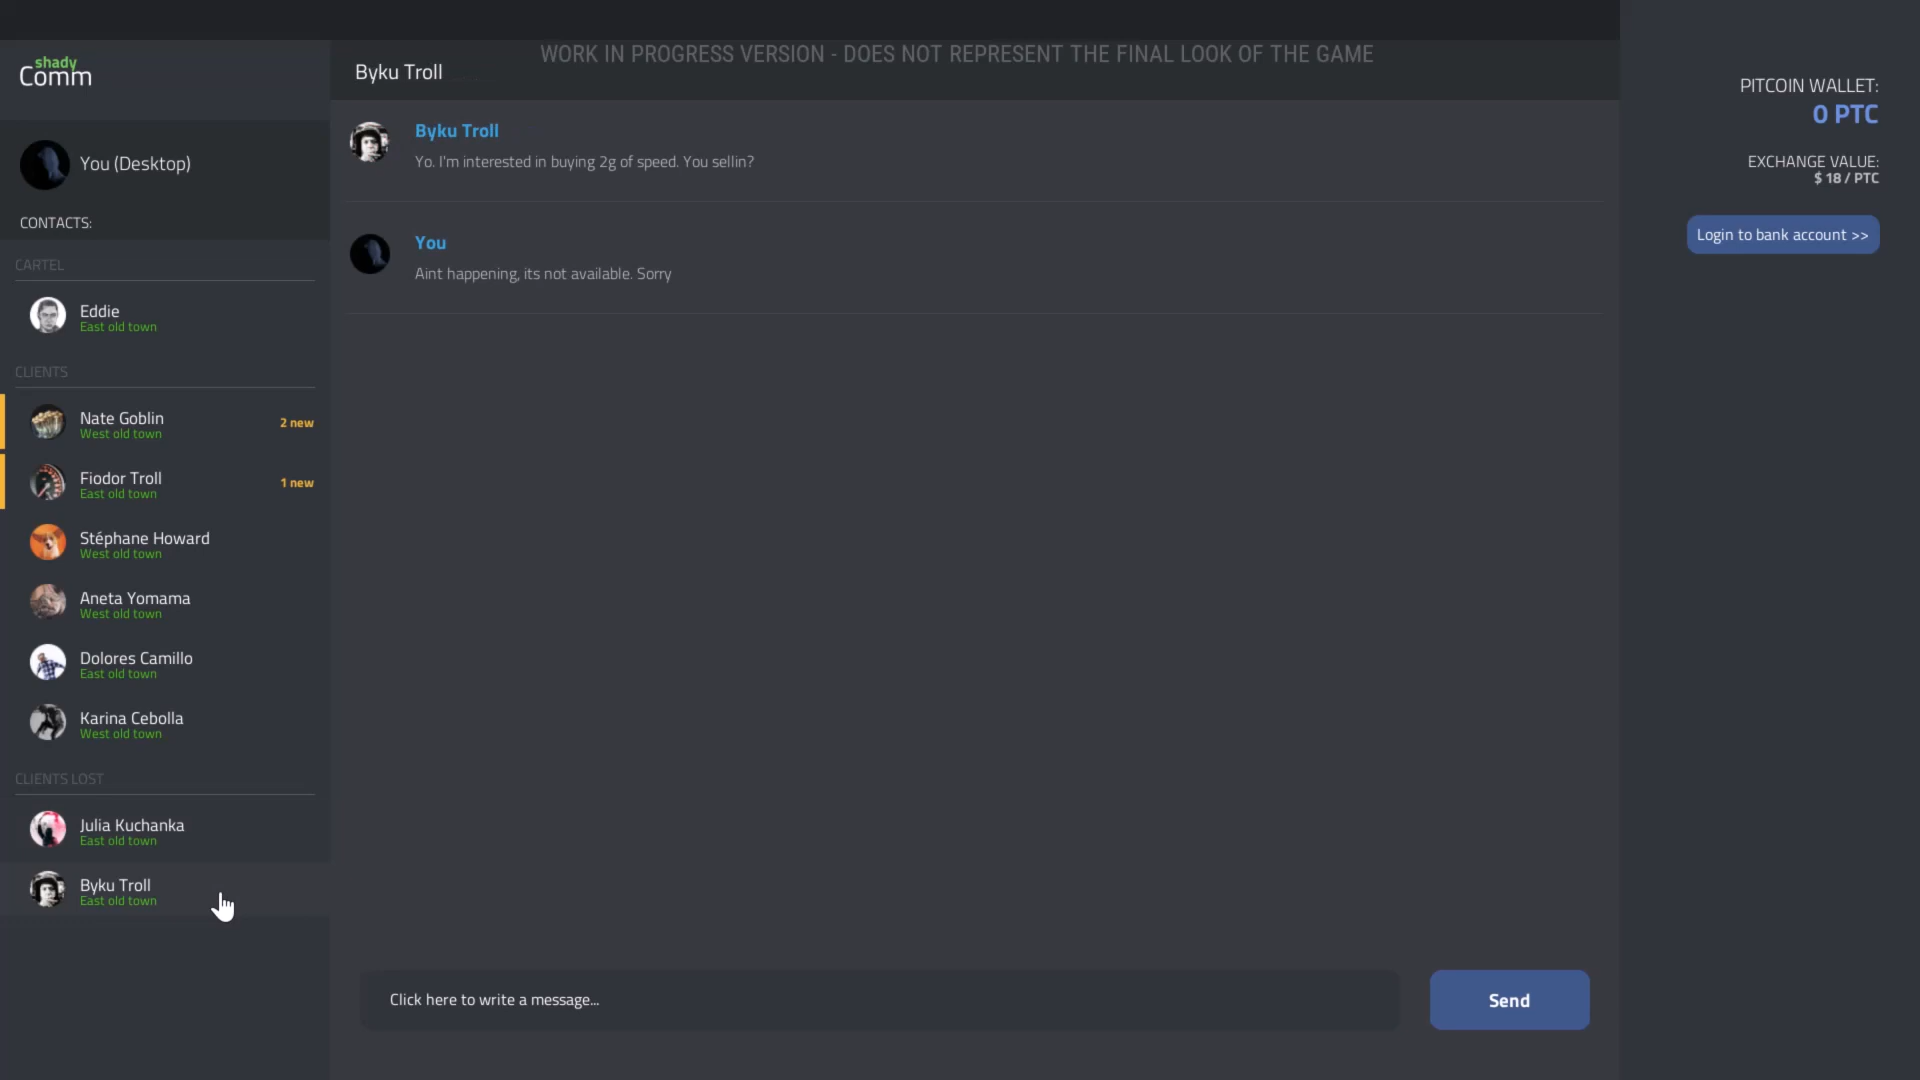 WORK IN PROGRESS VERSION - DOES NOT REPRESENT THE FINAL LOOK OF THE GAME
shady
Comm
You (Desktop)
CONTACTS:
CARTEL
Eddie
East old town
CLIENTS
Nate Goblin
West old town
2 new
Fiodor Troll
East old town
1 new
Stéphane Howard
West old town
Aneta Yomama
West old town
Dolores Camillo
East old town
Karina Cebolla
West old town
CLIENTS LOST
Julia Kuchanka
East old town
Byku Troll
East old town
Byku Troll
Byku Troll
Yo. I'm interested in buying 2g of speed. You sellin?
You
Aint happening, its not available. Sorry
Click here to write a message...
Send
PITCOIN WALLET:
0 PTC
EXCHANGE VALUE:
$ 18 / PTC
Login to bank account >>